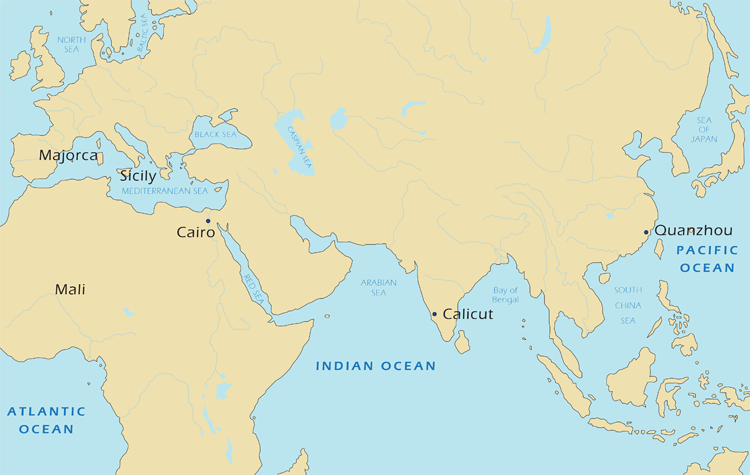 NORTH
SEA
BALTIC SEA
BLACK SEA
CASPIAN SEA
SEA
OF
JAPAN
Majorca
Sicily
MEDITERRANEAN SEA
Cairo
Quanzhou
PACIFIC
OCEAN
RED SEA
ARABIAN
SEA
Mali
Bay of
Bengal
SOUTH
CHINA
SEA
Calicut
INDIAN OCEAN
ATLANTIC
OCEAN